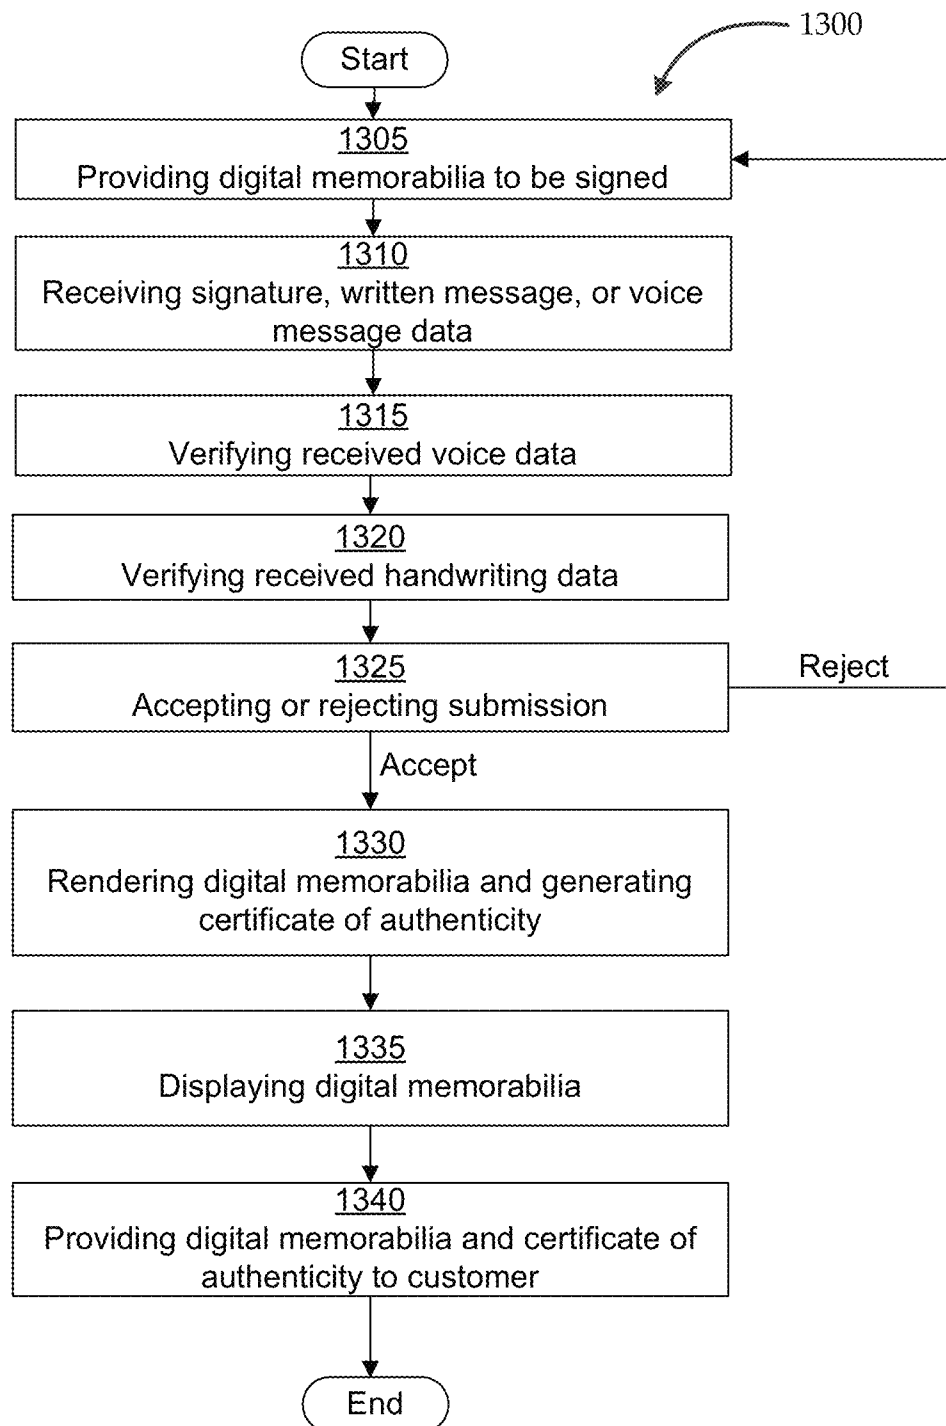 1300
Start
1305
Providing digital memorabilia to be signed
1310
Receiving signature, written message, or voice
message data
1315
Verifying received voice data
1320
Verifying received handwriting data
1325
Accepting or rejecting submission
Reject
Accept
1330
Rendering digital memorabilia and generating
certificate of authenticity
1335
Displaying digital memorabilia
1340
Providing digital memorabilia and certificate of
authenticity to customer
End